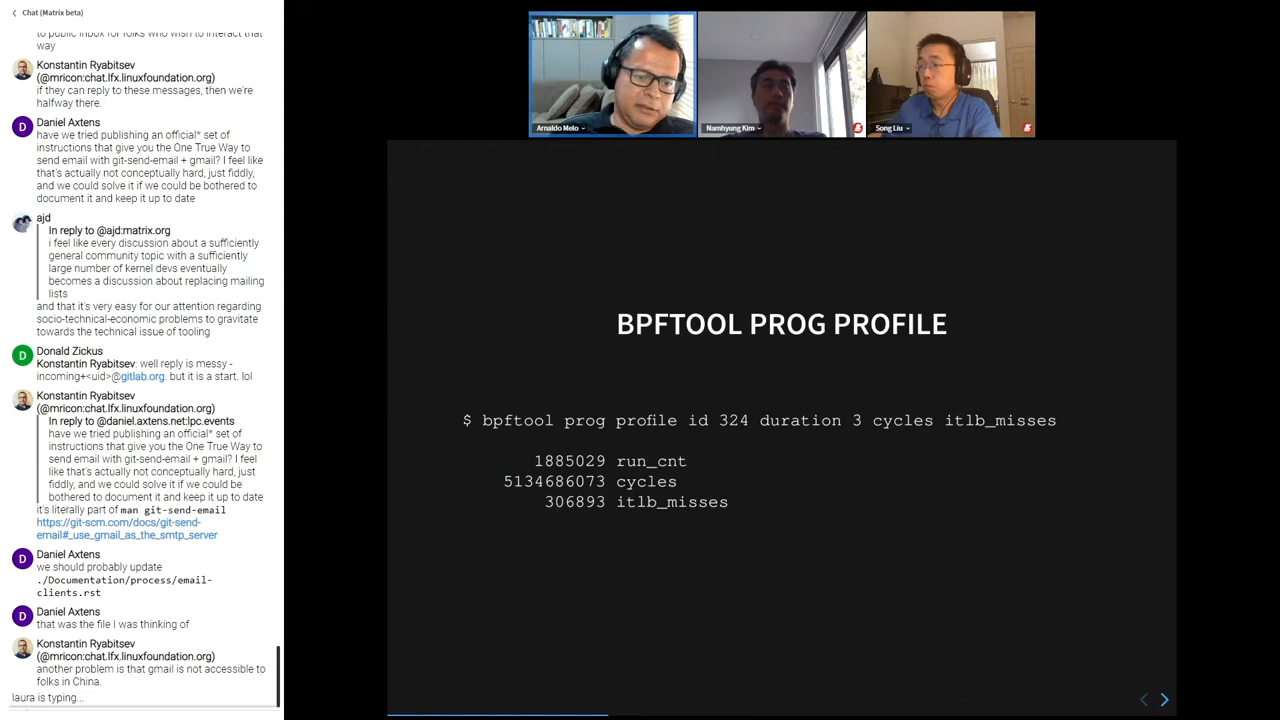 Chat (Matrix beta)
to public inbox for folks who wish to interact that
way
Konstantin Ryabitsev
(@mricon:chat.lfx.linuxfoundation.org)
if they can reply to these messages, then we're
halfway there.
D
Daniel Axtens
have we tried publishing an official* set of
instructions that give you the One True Way to
send email with git-send-email + gmail? I feel like
that's actually not conceptually hard, just fiddly,
and we could solve it if we could be bothered to
document it and keep it up to date
ajd
In reply to @ajd:matrix.org
i feel like every discussion about a sufficiently
general community topic with a sufficiently
large number of kernel devs eventually
becomes a discussion about replacing mailing
lists
and that it's very easy for our attention regarding
socio-technical-economic problems to gravitate
towards the technical issue of tooling
D
Donald Zickus
Konstantin Ryabitsev: well reply is messy -
incoming+<uid>@gitlab.org. but it is a start. lol
Konstantin Ryabitsev
(@mricon:chat.lfx.linuxfoundation.org)
In reply to @daniel.axtens.net:lpc.events
have we tried publishing an official* set of
instructions that give you the One True Way to
send email with git-send-email + gmail? I feel
like that's actually not conceptually hard, just
fiddly, and we could solve it if we could be
bothered to document it and keep it up to date
it's literally part of man git-send-email
https://git-scm.com/docs/git-send-
email#_use_gmail_as_the_smtp_server
D
Daniel Axtens
we should probably update
./Documentation/process/email-
clients.rst
D
Daniel Axtens
that was the file I was thinking of
Konstantin Ryabitsev
(@mricon:chat.lfx.linuxfoundation.org)
another problem is that gmail is not accessible to
folks in China.
laura is typing...
Arnaldo Melo
Namhyung Kim
Song Liu
BPFTOOL PROG PROFILE
$ bpftool prog profile id 324 duration 3 cycles itlb_misses
1885029 run_cnt
5134686073 cycles
306893 itlb_misses